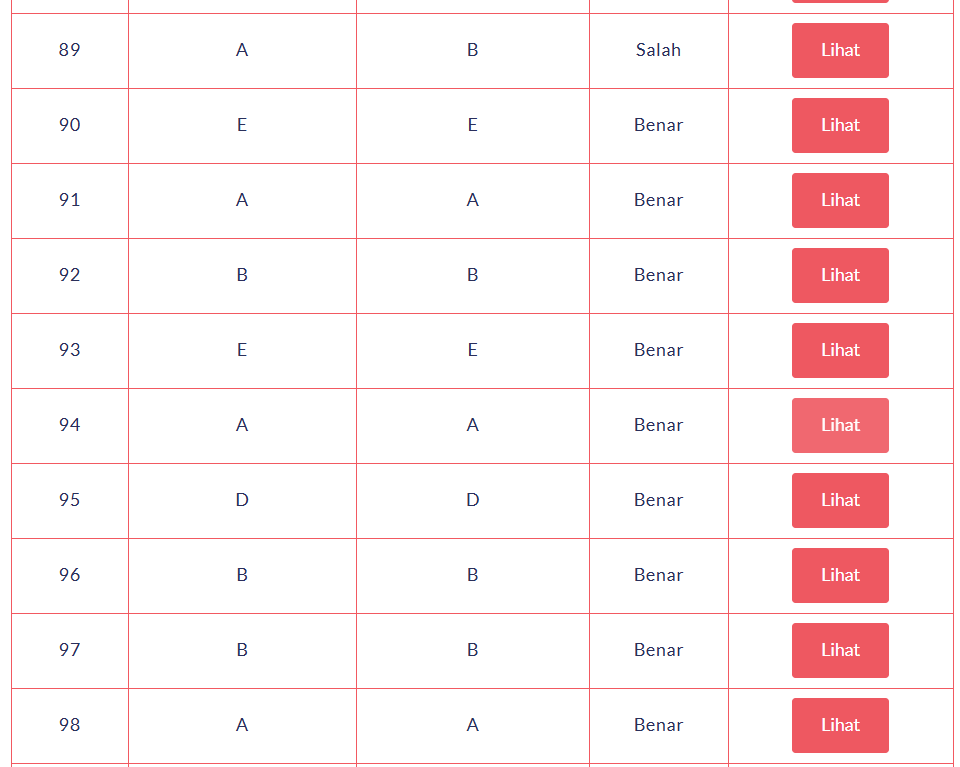 89 A B Salah Lihat
90 E E Benar Lihat
91 A A Benar Lihat
92 B B Benar Lihat
93 E E Benar Lihat
94 A A Benar Lihat
95 D D Benar Lihat
96 B B Benar Lihat
97 B B Benar Lihat
98 A A Benar Lihat